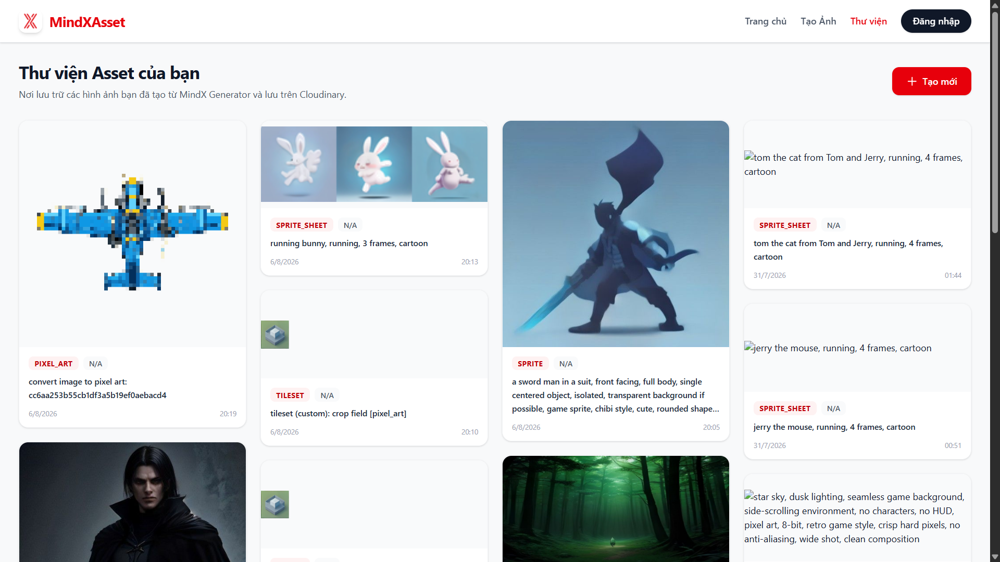 MindXAsset
Trang chủ
Tạo Ảnh
Thư viện
Đăng nhập
Thư viện Asset của bạn
Nơi lưu trữ các hình ảnh bạn đã tạo từ MindX Generator và lưu trên Cloudinary.
Tạo mới
PIXEL_ART N/A
convert image to pixel art:
cc6aa253b55cb1df3a5b19ef0aebacd4
6/8/2026 20:19
SPRITE_SHEET N/A
running bunny, running, 3 frames, cartoon
6/8/2026 20:13
TILESET N/A
tileset (custom): crop field [pixel_art]
6/8/2026 20:10
SPRITE N/A
a sword man in a suit, front facing, full body, single
centered object, isolated, transparent background if
possible, game sprite, chibi style, cute, rounded shape...
6/8/2026 20:05
tom the cat from Tom and Jerry, running, 4 frames,
cartoon
SPRITE_SHEET N/A
tom the cat from Tom and Jerry, running, 4 frames,
cartoon
31/7/2026 01:44
jerry the mouse, running, 4 frames, cartoon
SPRITE_SHEET N/A
jerry the mouse, running, 4 frames, cartoon
31/7/2026 00:51
star sky, dusk lighting, seamless game background,
side-scrolling environment, no characters, no HUD,
pixel art, 8-bit, retro game style, crisp hard pixels, no
anti-aliasing, wide shot, clean composition